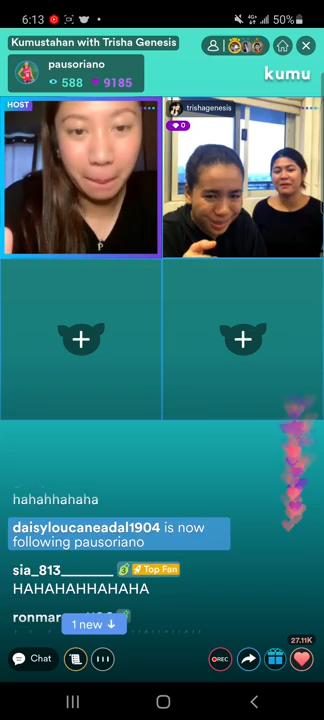 6:13
4G+
50%
Kumustahan with Trisha Genesis
pausoriano
588
9185
kumu
HOST
trishagenesis
0
P
hahahhahaha
daisyloucaneadal1904 is now
following pausoriano
sia_813_______
Top Fan
HAHAHAHHAHAHA
1 new
27.11K
Chat
REC